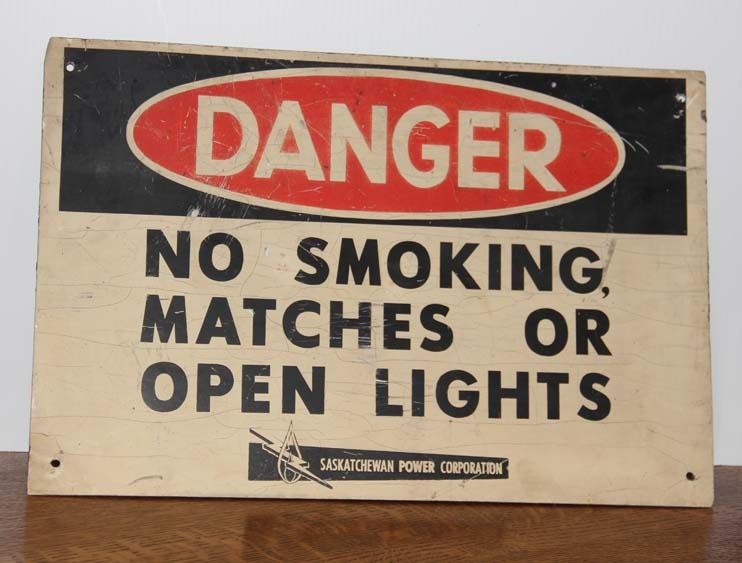 DANGER
NO SMOKING,
MATCHES OR
OPEN LIGHTS
SASKATCHEWAN POWER CORPORATION